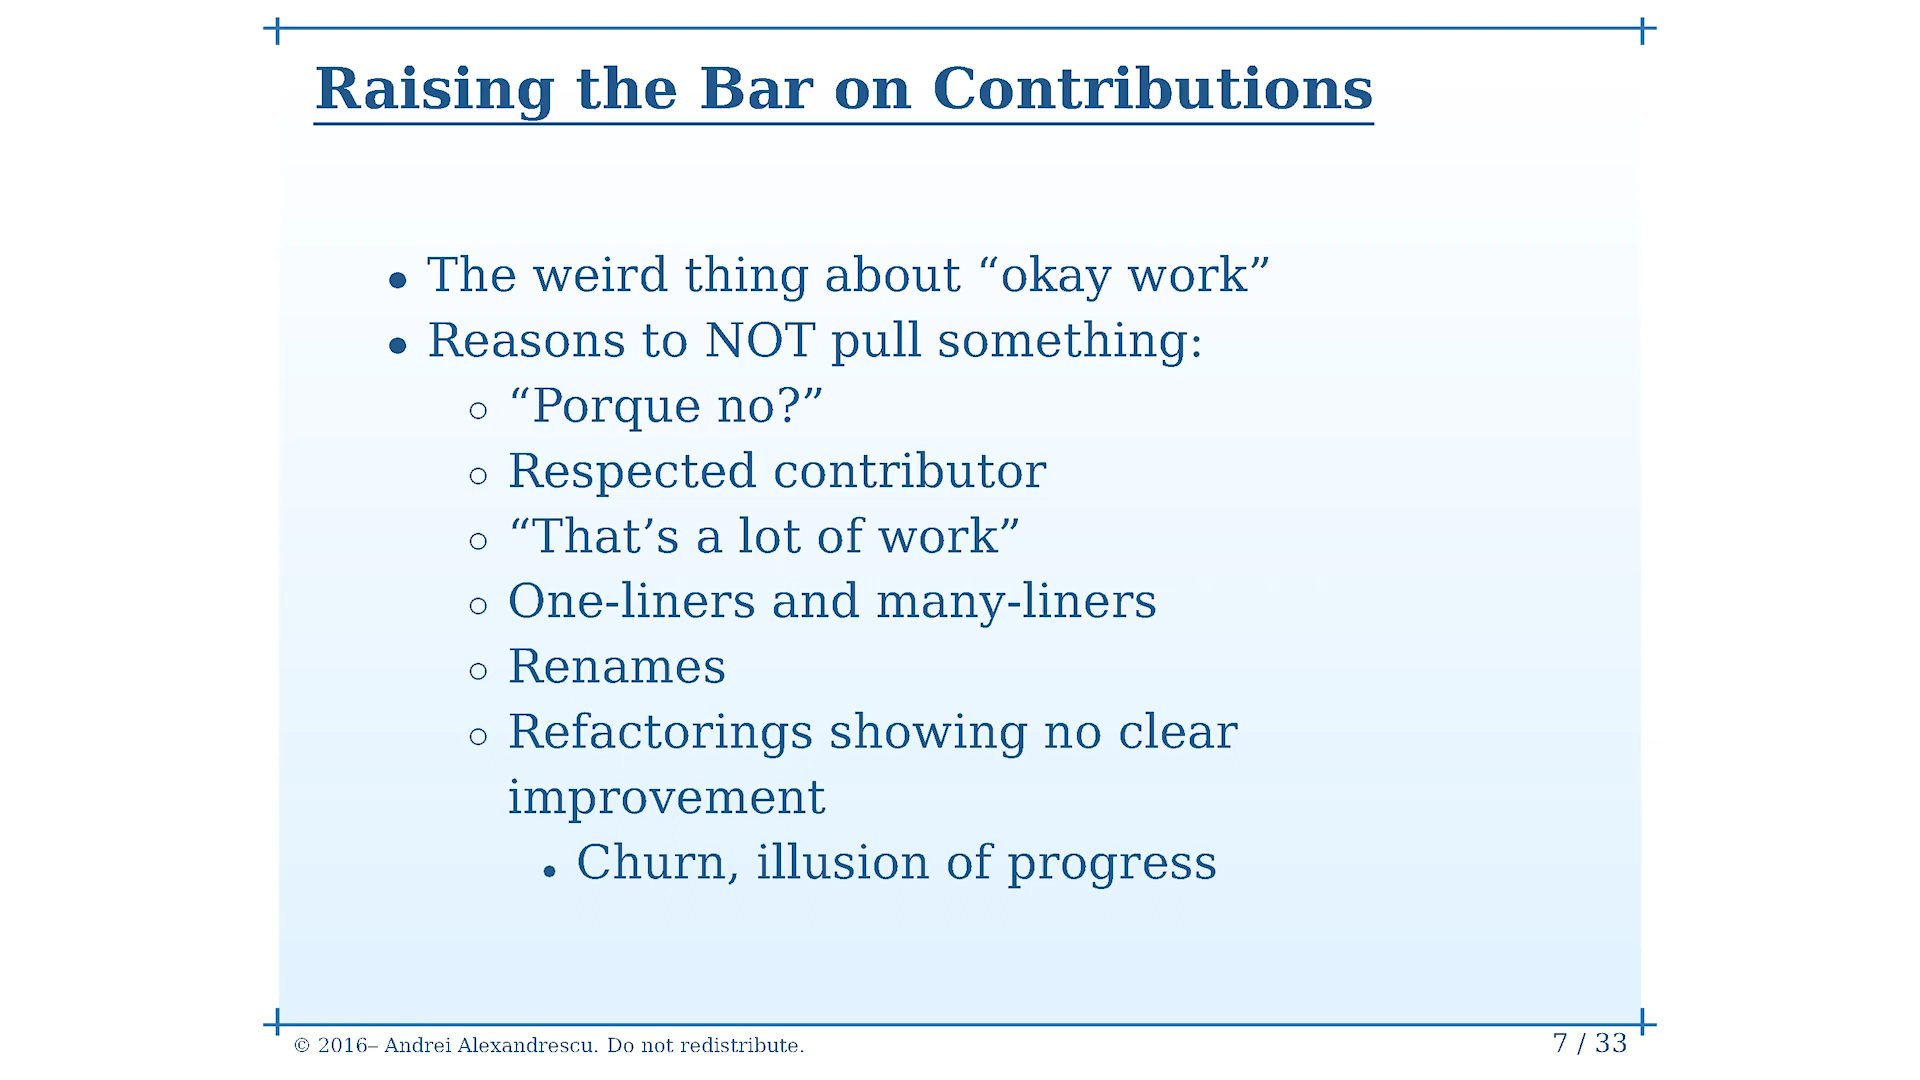 Raising the Bar on Contributions
• The weird thing about “okay work”
• Reasons to NOT pull something:
○ “Porque no?”
○ Respected contributor
○ “That’s a lot of work”
○ One-liners and many-liners
○ Renames
○ Refactorings showing no clear
improvement
• Churn, illusion of progress
© 2016– Andrei Alexandrescu. Do not redistribute.
7 / 33